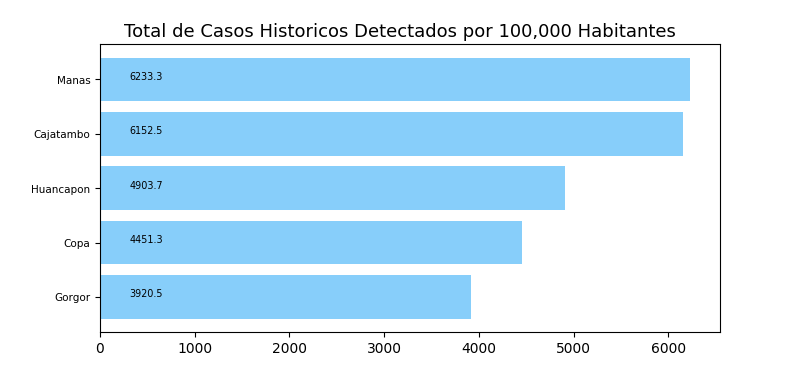 Total de Casos Historicos Detectados por 100,000 Habitantes
Manas 6233.3
Cajatambo 6152.5
Huancapon 4903.7
Copa 4451.3
Gorgor 3920.5
0 1000 2000 3000 4000 5000 6000